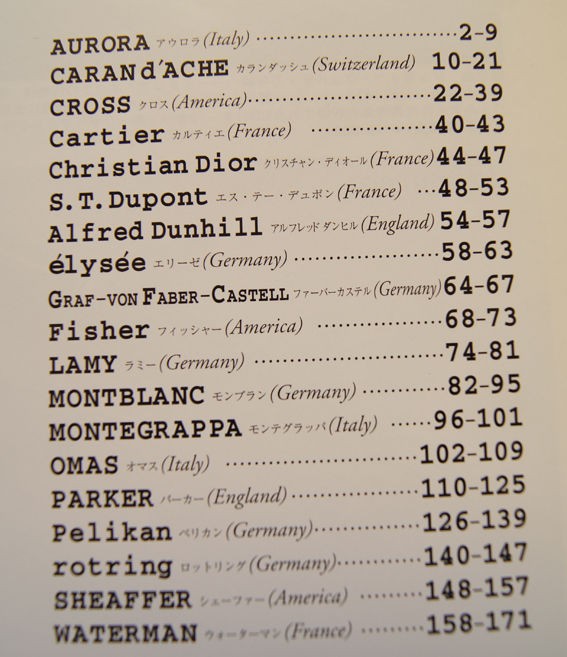 AURORA アウロラ(Italy) ······························2-9
CARAN d'ACHE カランダッシュ(Switzerland) 10-21
CROSS クロス(America)···························22-39
Cartier カルティエ(France) ··················40-43
Christian Dior クリスチャン・ディオール(France)44-47
S.T.Dupont エス・テー・デュポン(France) ···48-53
Alfred Dunhill アルフレッド ダンヒル(England) 54-57
élysée エリーゼ(Germany) ·····················58-63
GRAF-VON FABER-CASTELL ファーバーカステル(Germany)64-67
Fisher フィッシャー(America) ··················68-73
LAMY ラミー(Germany) ···························74-81
MONTBLANC モンブラン(Germany) ············82-95
MONTEGRAPPA モンテグラッパ(Italy) ······96-101
OMAS オマス(Italy) ···························102-109
PARKER パーカー(England)··················110-125
Pelikan ペリカン(Germany)···············126-139
rotring ロットリング(Germany)············140-147
SHEAFFER シェーファー(America) ·········148-157
WATERMAN ウォーターマン(France) ·········158-171